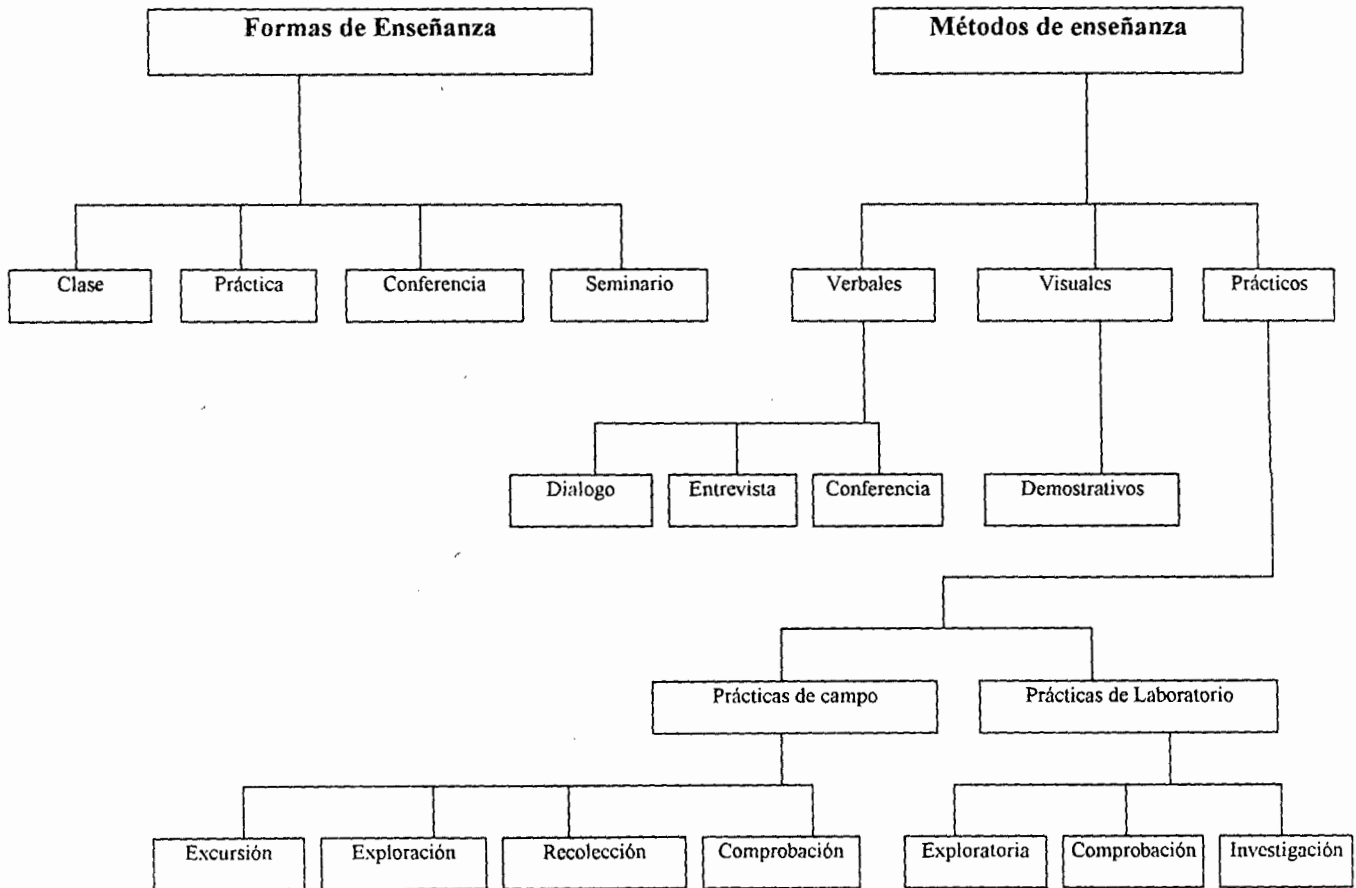 Formas de Enseñanza
Métodos de enseñanza
Clase
Práctica
Conferencia
Seminario
Verbales
Visuales
Prácticos
Dialogo
Entrevista
Conferencia
Demostrativos
Prácticas de campo
Prácticas de Laboratorio
Excursión
Exploración
Recolección
Comprobación
Exploratoria
Comprobación
Investigación